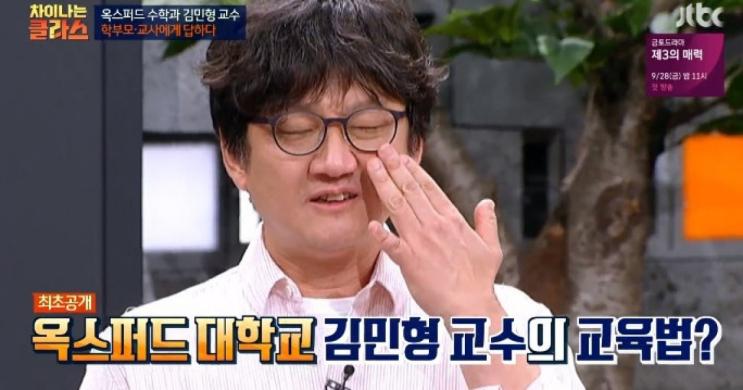 차이나는 클라스
옥스퍼드 수학과 김민형 교수
학부모·교사에게 답하다
jtbc
금토드라마
제3의 매력
9/28(금) 밤 11시
첫 방송
최초공개
옥스퍼드 대학교 김민형 교수의 교육법?